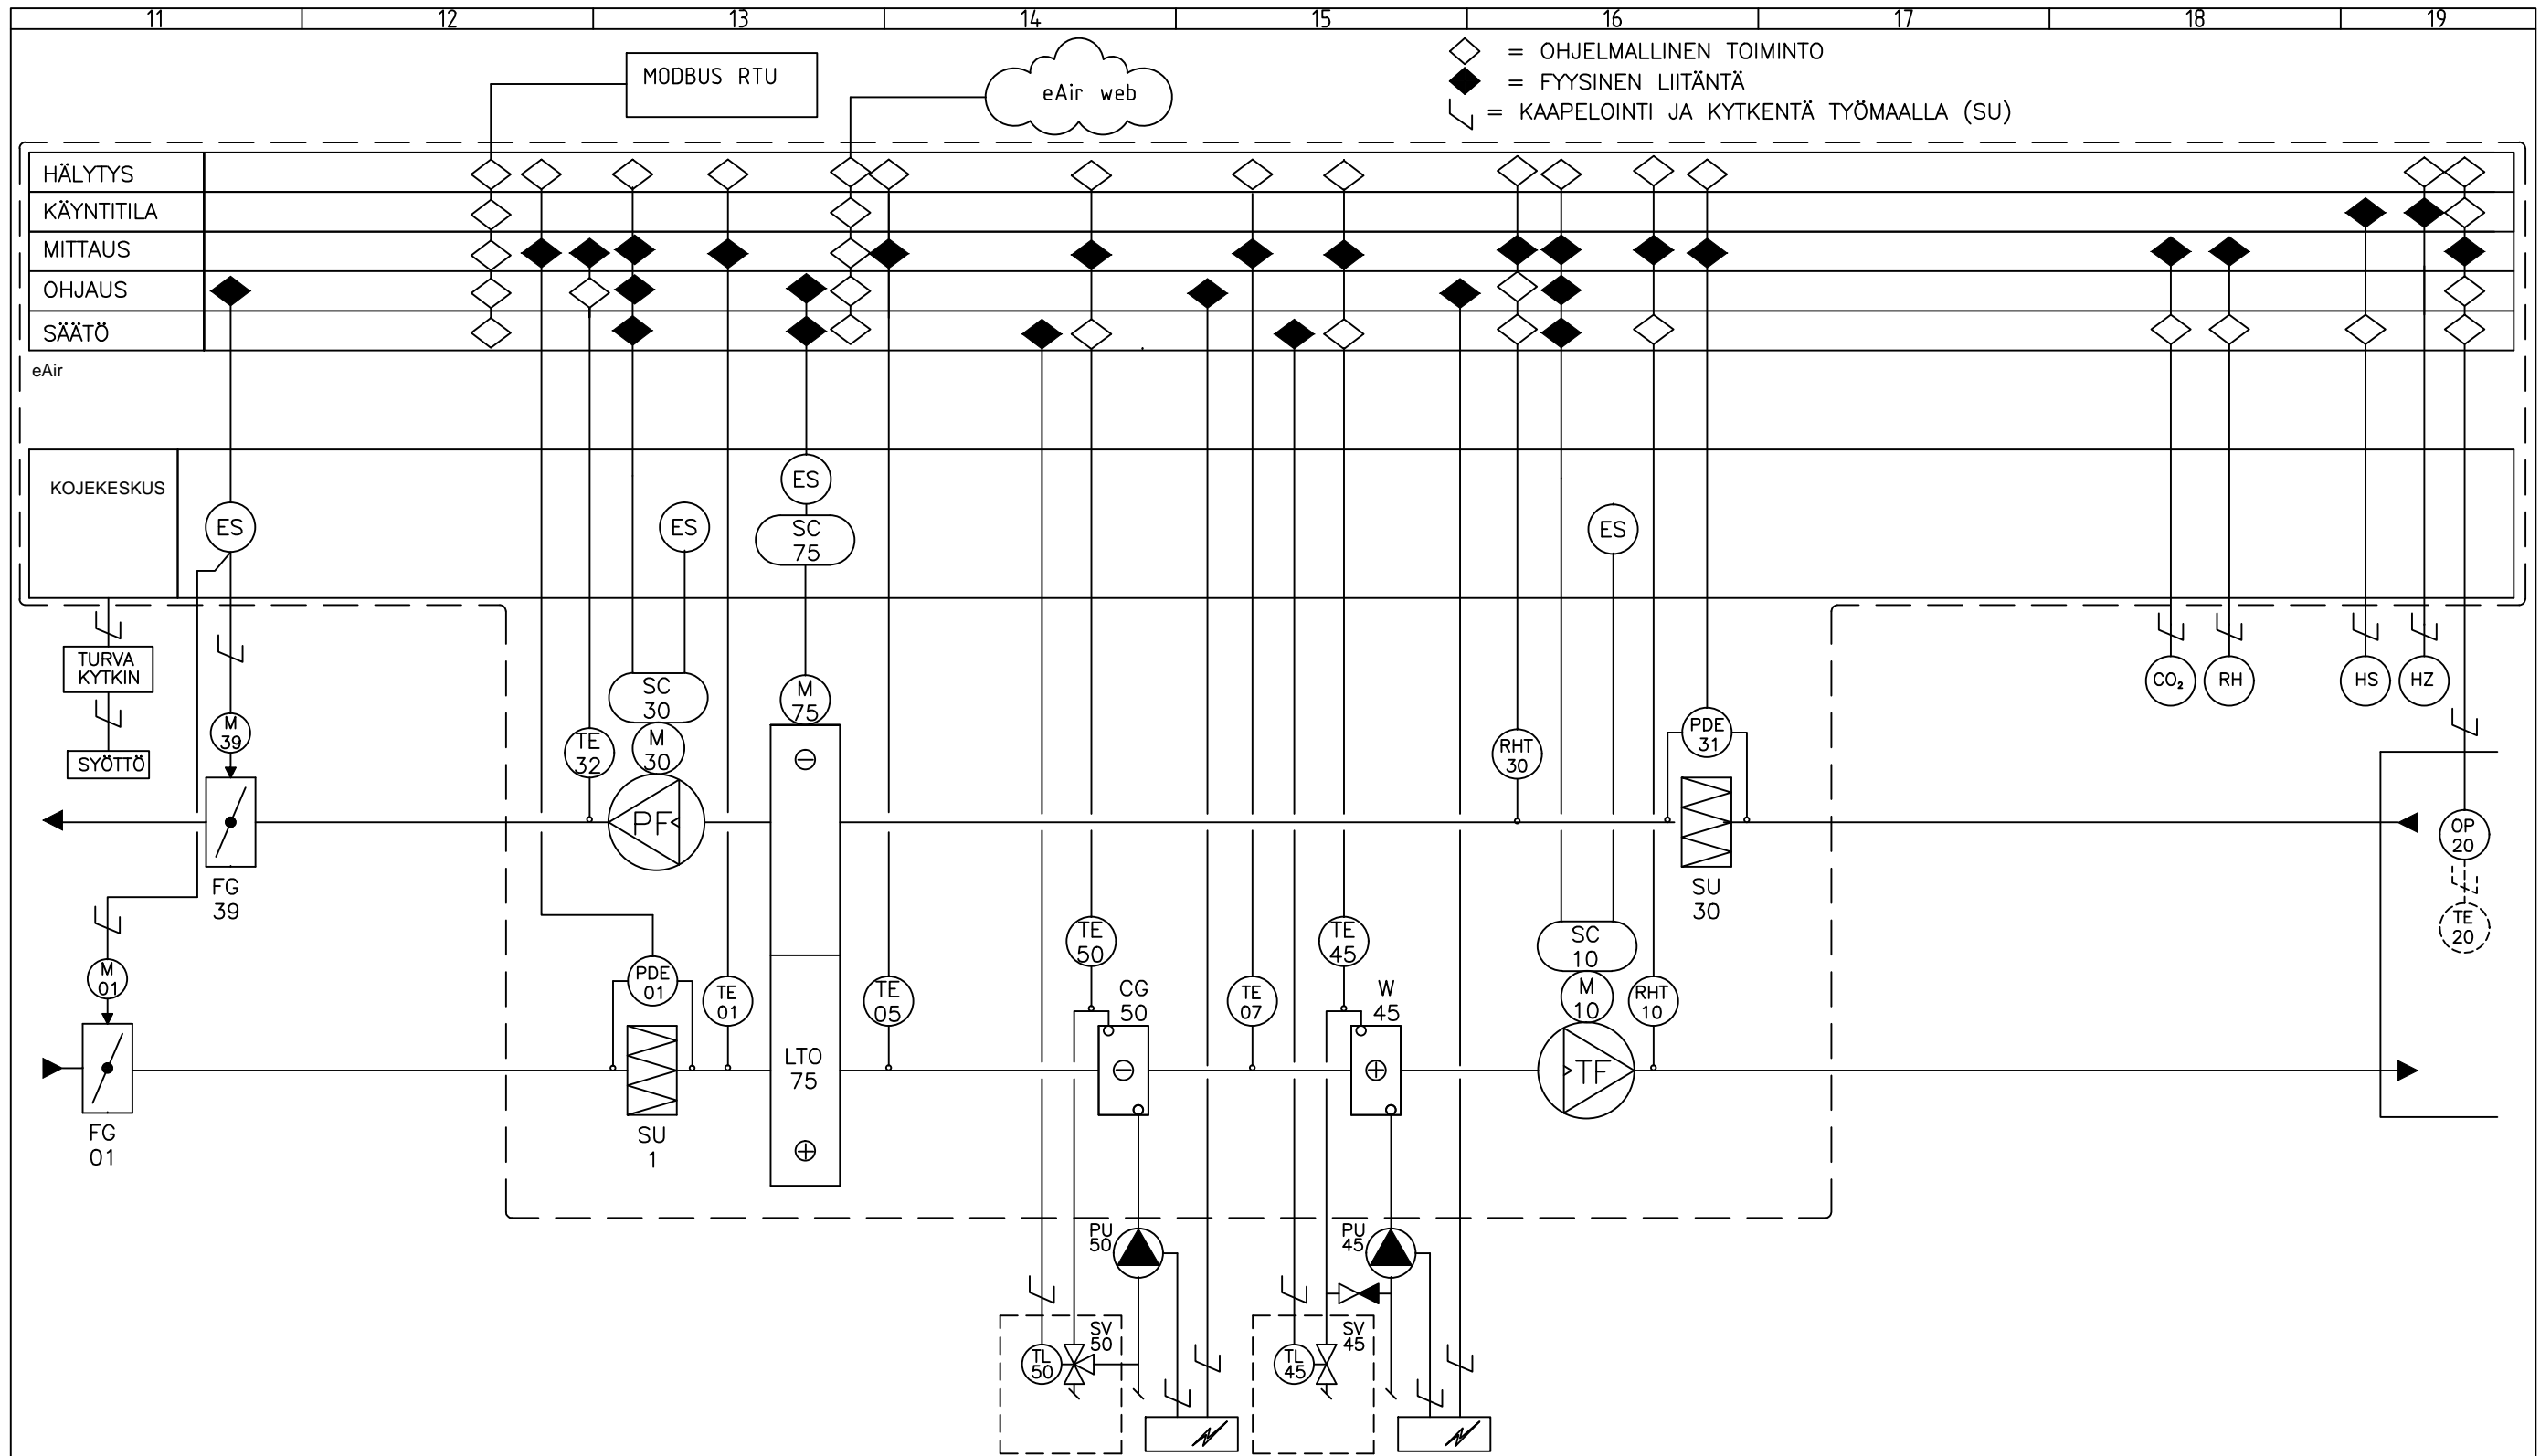 11 12 13 14 15 16 17 18 19
= OHJELMALLINEN TOIMINTO
MODBUS RTU
= FYYSINEN LIITÄNTÄ
eAir web
= KAAPELOINTI JA KYTKENTÄ TYÖMAALLA (SU)
HÄLYTYS
KÄYNTITILA
MITTAUS
OHJAUS
SÄÄTÖ
eAir
KOJEKESKUS
ES
ES
ES
ES
SC
75
TURVA
KYTKIN
SYÖTTÖ
M
39
TE
32
SC
30
M
30
M
75
RHT
30
PDE
31
CO₂
RH
HS
HZ
PF
FG
39
SU
30
OP
20
TE
20
M
01
PDE
01
TE
01
TE
05
TE
50
CG
50
TE
07
TE
45
W
45
SC
10
M
10
RHT
10
FG
01
SU
1
LTO
75
TF
PU
50
PU
45
SV
50
TL
50
SV
45
TL
45